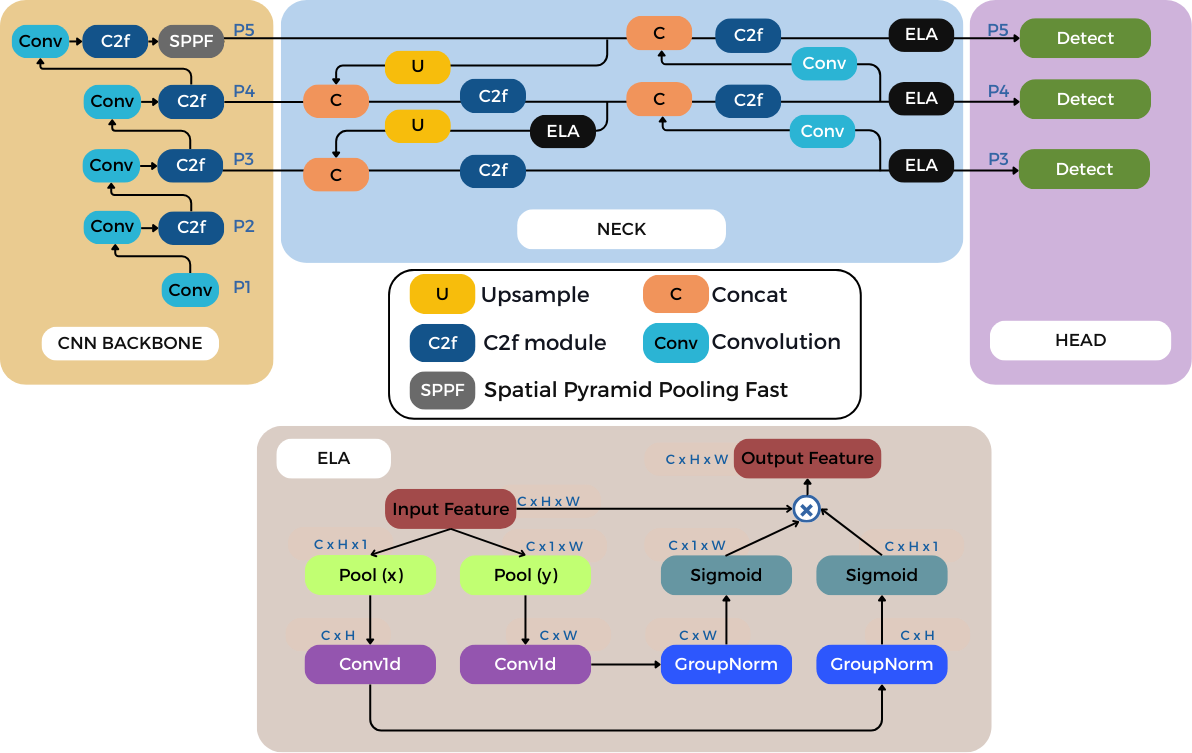 Conv
C2f
SPPF
P5
Conv
C2f
P4
Conv
C2f
P3
Conv
C2f
P2
Conv
P1
CNN BACKBONE
C
C2f
ELA
U
Conv
C
C2f
C
C2f
ELA
U
ELA
Conv
C
C2f
ELA
NECK
P5
Detect
P4
Detect
P3
Detect
HEAD
U
Upsample
C
Concat
C2f
C2f module
Conv
Convolution
SPPF
Spatial Pyramid Pooling Fast
ELA
C x H x W
Output Feature
Input Feature
C x H x W
C x H x 1
C x 1 x W
C x 1 x W
C x H x 1
Pool (x)
Pool (y)
Sigmoid
Sigmoid
C x H
C x W
C x W
C x H
Conv1d
Conv1d
GroupNorm
GroupNorm